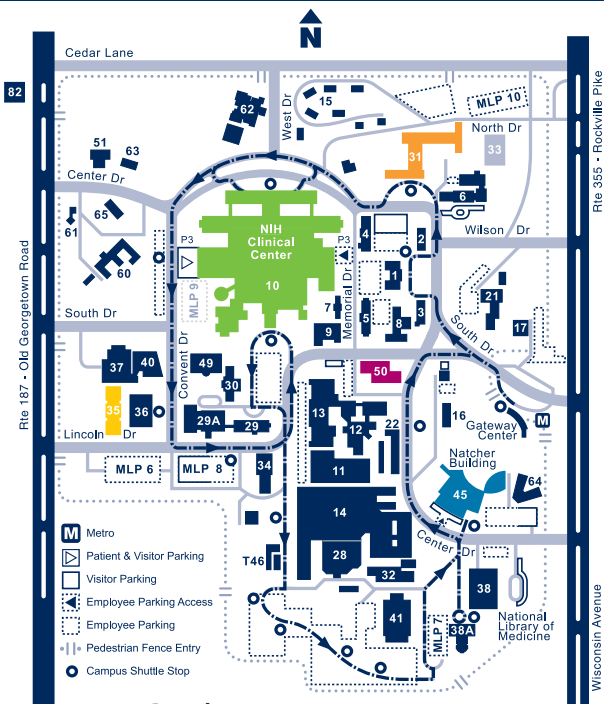 N
Cedar Lane
82
62
West Dr
15
MLP 10
North Dr
33
31
51
63
Center Dr
6
65
61
60
P3
NIH
Clinical
Center
10
P3
4
2
Wilson Dr
1
MLP 9
7
Memorial Dr
5
8
3
21
9
17
South Dr
South Dr
Rte 187 - Old Georgetown Road
Rte 355 - Rockville Pike
Convent Dr
37
40
49
50
30
35
36
29A
29
13
12
22
16
Gateway
Center
M
Lincoln Dr
MLP 6
MLP 8
34
11
Natcher
Building
45
64
14
Center Dr
28
T46
32
38
41
MLP 7
38A
National
Library of
Medicine
Wisconsin Avenue
M Metro
Patient & Visitor Parking
Visitor Parking
Employee Parking Access
Employee Parking
Pedestrian Fence Entry
Campus Shuttle Stop